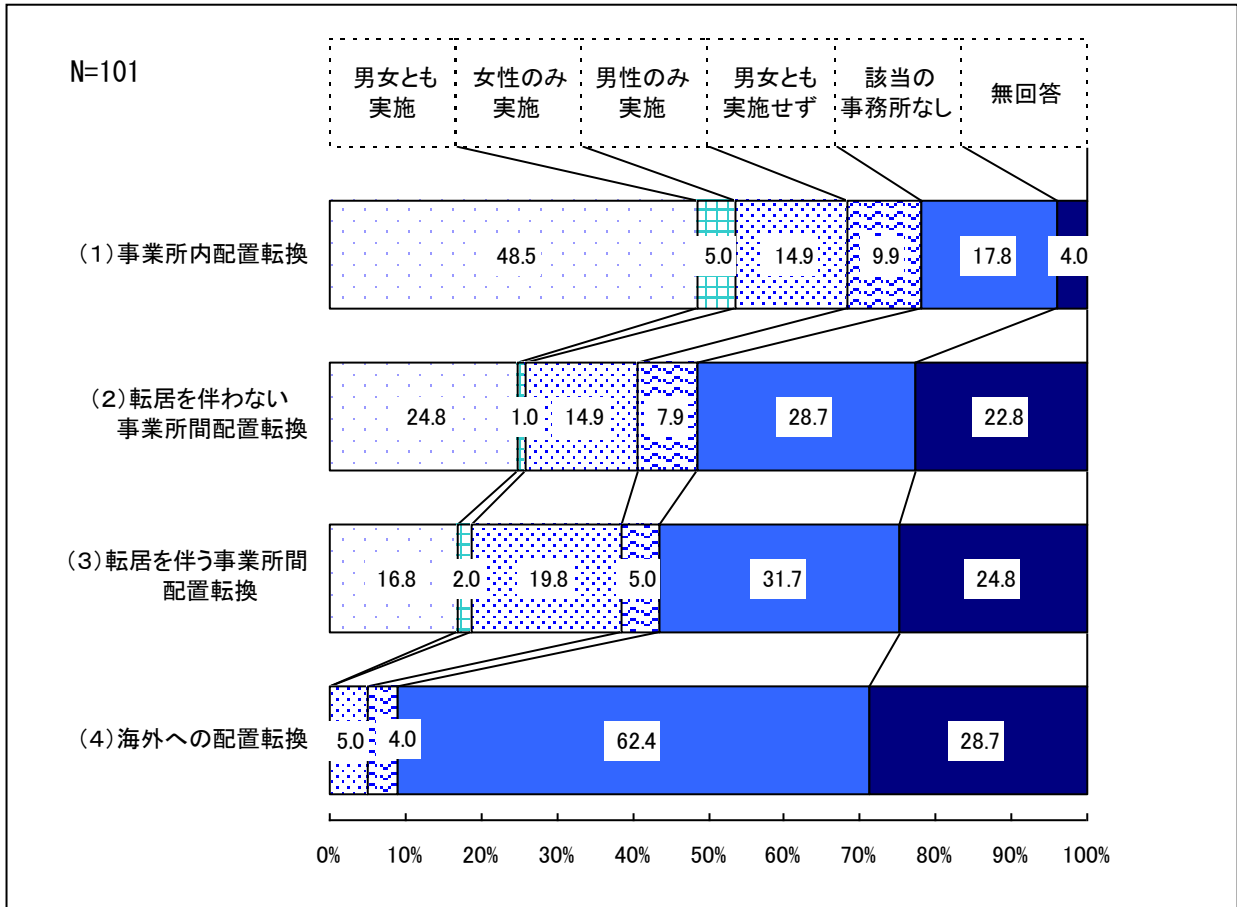 N=101
男女とも
実施
女性のみ
実施
男性のみ
実施
男女とも
実施せず
該当の
事務所なし
無回答
(1)事業所内配置転換
48.5
5.0
14.9
9.9
17.8
4.0
(2)転居を伴わない
事業所間配置転換
24.8
1.0
14.9
7.9
28.7
22.8
(3)転居を伴う事業所間
配置転換
16.8
2.0
19.8
5.0
31.7
24.8
(4)海外への配置転換
5.0
4.0
62.4
28.7
0%
10%
20%
30%
40%
50%
60%
70%
80%
90%
100%